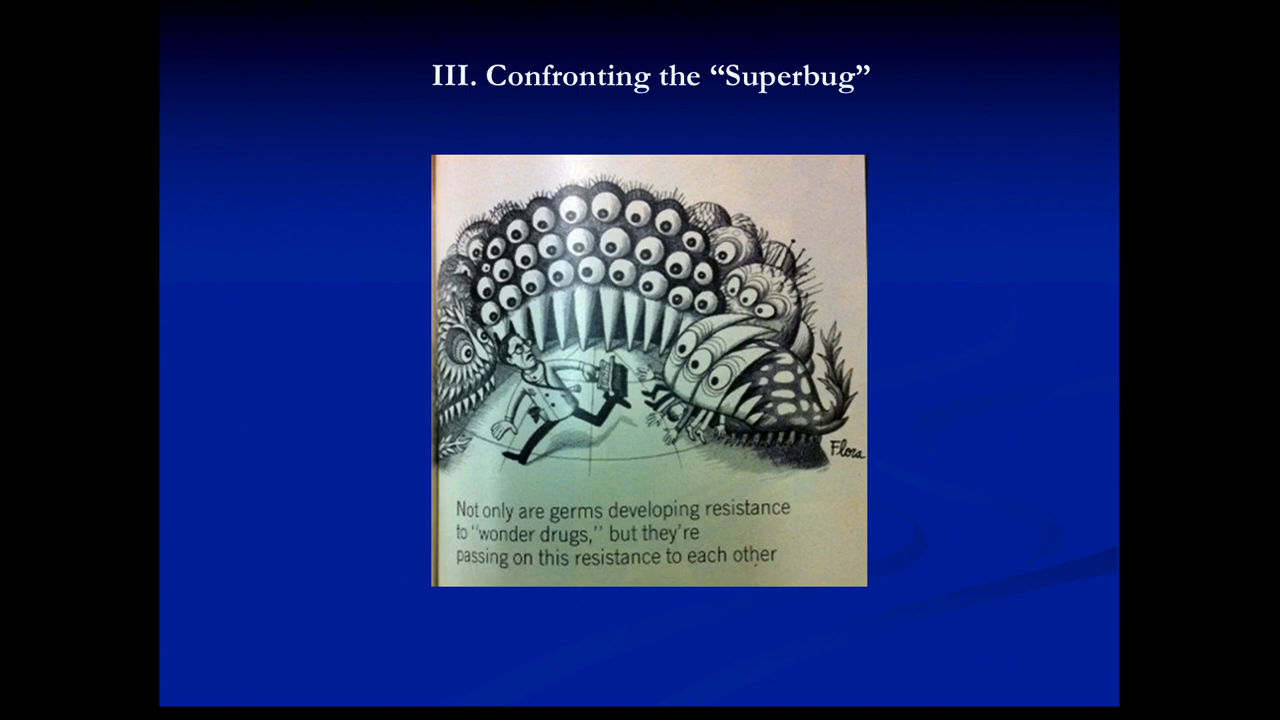 III. Confronting the “Superbug”
Flora
Not only are germs developing resistance
to “wonder drugs,” but they’re
passing on this resistance to each other